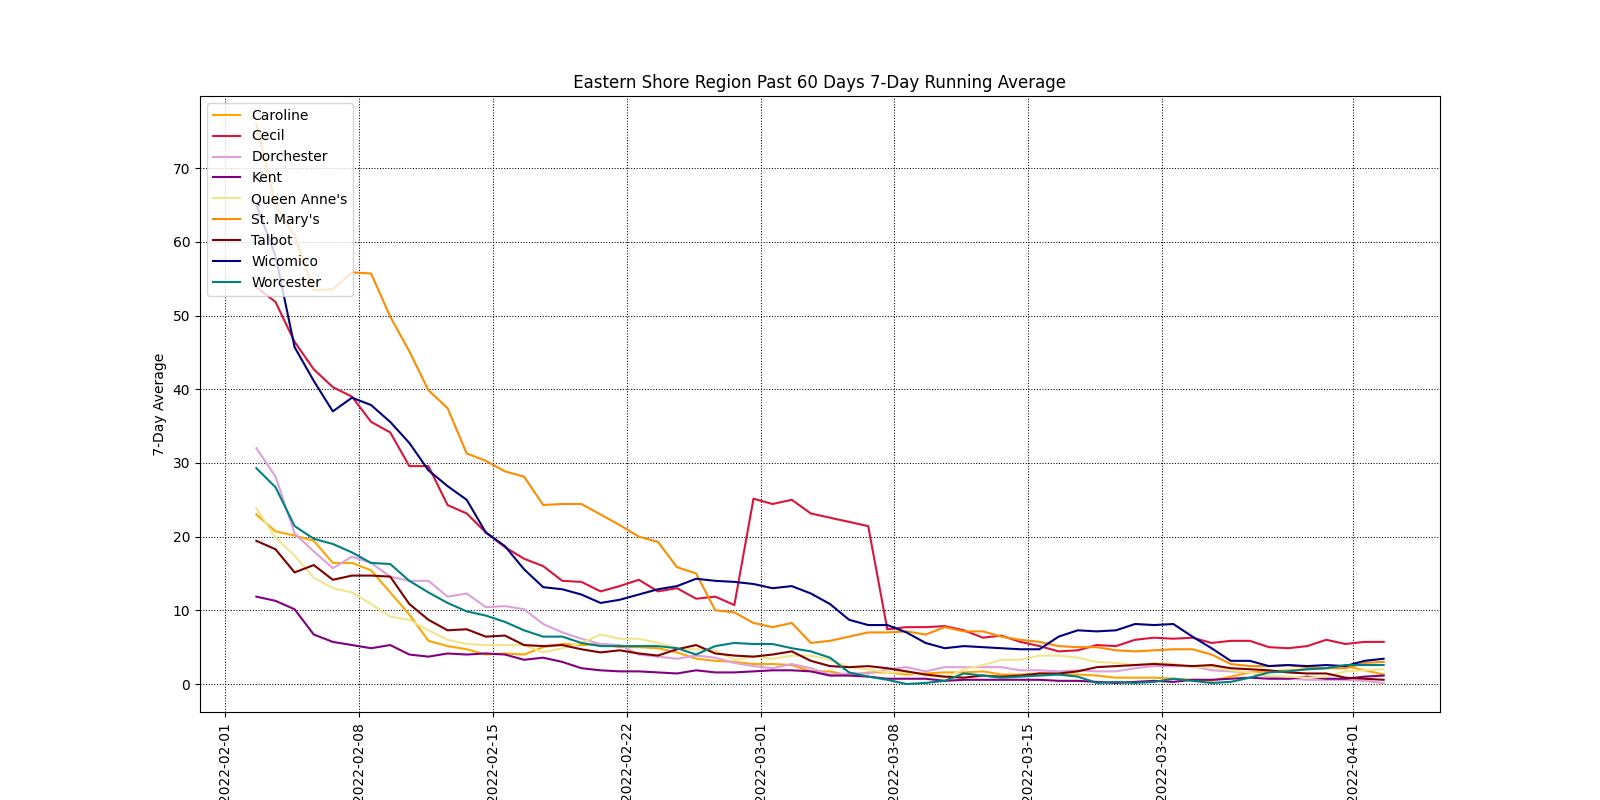 Eastern Shore Region Past 60 Days 7-Day Running Average
Caroline
Cecil
Dorchester
Kent
Queen Anne's
St. Mary's
Talbot
Wicomico
Worcester
7-Day Average
70
60
50
40
30
20
10
0
2022-02-01
2022-02-08
2022-02-15
2022-02-22
2022-03-01
2022-03-08
2022-03-15
2022-03-22
2022-04-01